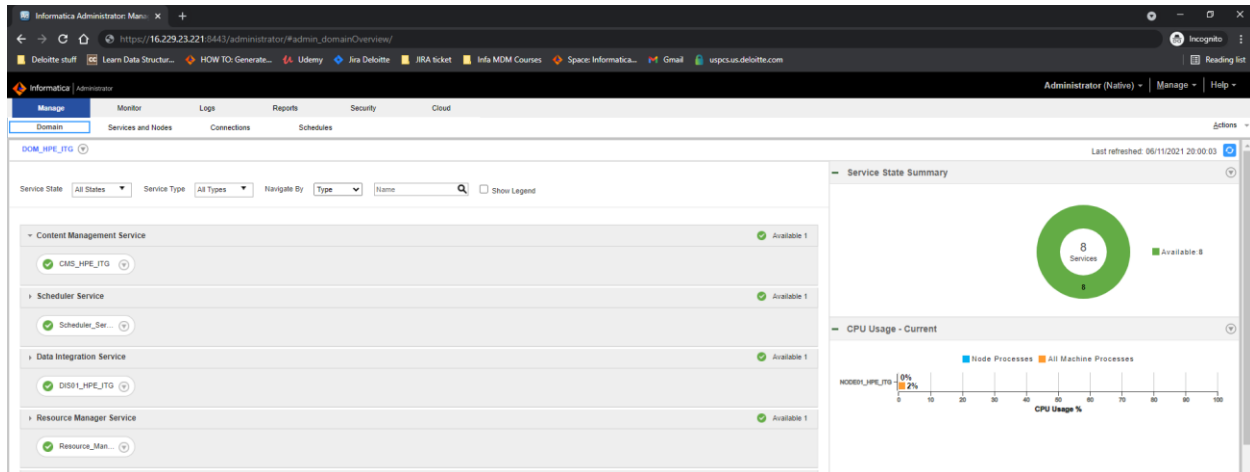 Informatica Administrator: Mana
https://16.229.23.221:8443/administrator/#admin_domainOverview/
Incognito
Deloitte stuff
Learn Data Structur...
HOW TO: Generate...
Udemy
Jira Deloitte
JIRA ticket
Infa MDM Courses
Space: Informatica...
Gmail
uspcs.us.deloitte.com
Reading list
Informatica | Administrator
Administrator (Native)
Manage
Help
Manage Monitor Logs Reports Security Cloud
Domain Services and Nodes Connections Schedules
Actions
DOM_HPE_ITG
Last refreshed: 06/11/2021 20:00:03
Service State All States Service Type All Types Navigate By Type Name Show Legend
Content Management Service Available 1
CMS_HPE_ITG
Scheduler Service Available 1
Scheduler_Ser...
Data Integration Service Available 1
DIS01_HPE_ITG
Resource Manager Service Available 1
Resource_Man...
Service State Summary
8
Services
8
Available:8
CPU Usage - Current
Node Processes All Machine Processes
NODE01_HPE_ITG
0%
2%
0 10 20 30 40 50 60 70 80 90 100
CPU Usage %